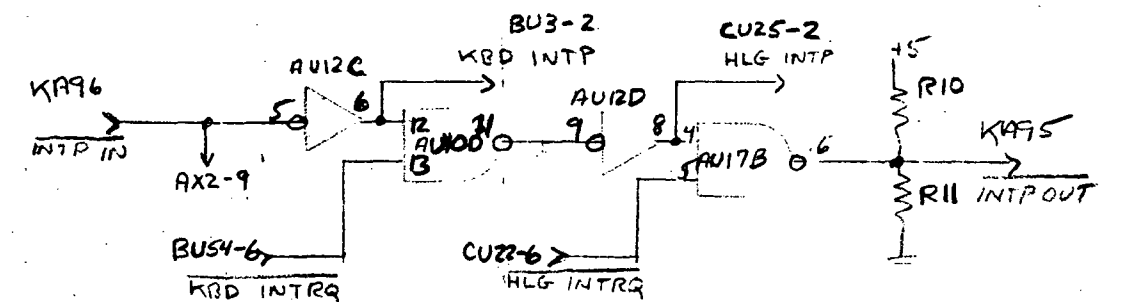 BU3-2
KBD INTP
CU25-2
HLG INTP
+5
KA96
AU12C
5
6
AU12D
R10
INTP IN
12
AU10D
11
13
9
8
4
AU17B
5
6
KA95
AX2-9
R11
INTP OUT
BU54-6
KBD INTRQ
CU22-6
HLG INTRQ